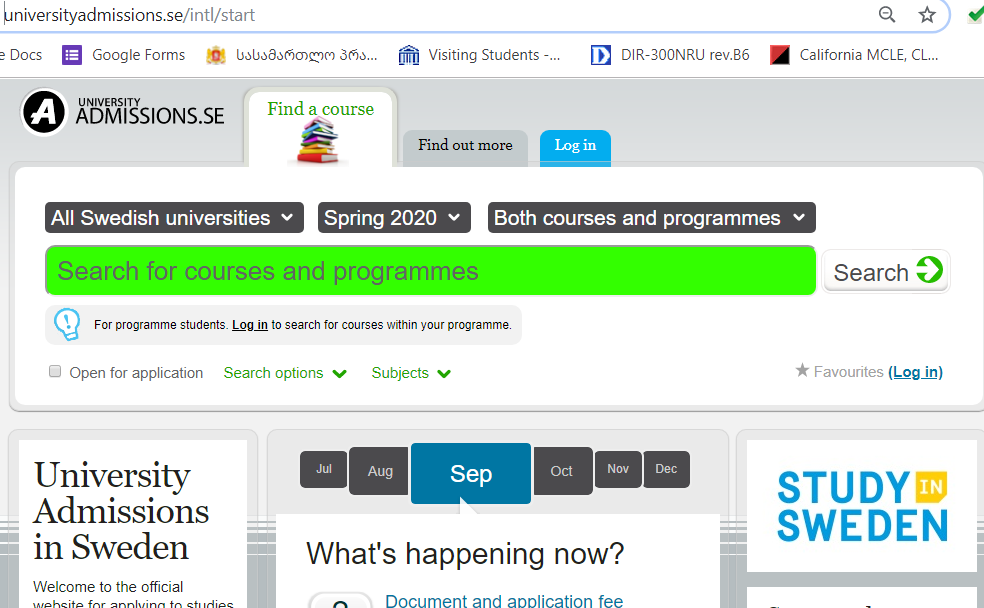 universityadmissions.se/intl/start
e Docs Google Forms სასამართლო პრა... Visiting Students -... DIR-300NRU rev.B6 California MCLE, CL...
A UNIVERSITY
ADMISSIONS.SE
Find a course
Find out more
Log in
All Swedish universities Spring 2020 Both courses and programmes
Search for courses and programmes Search
For programme students. Log in to search for courses within your programme.
Open for application Search options Subjects Favourites (Log in)
University
Admissions
in Sweden
Welcome to the official
website for applying to studies
Jul Aug Sep Oct Nov Dec
What's happening now?
Document and application fee
STUDY IN
SWEDEN